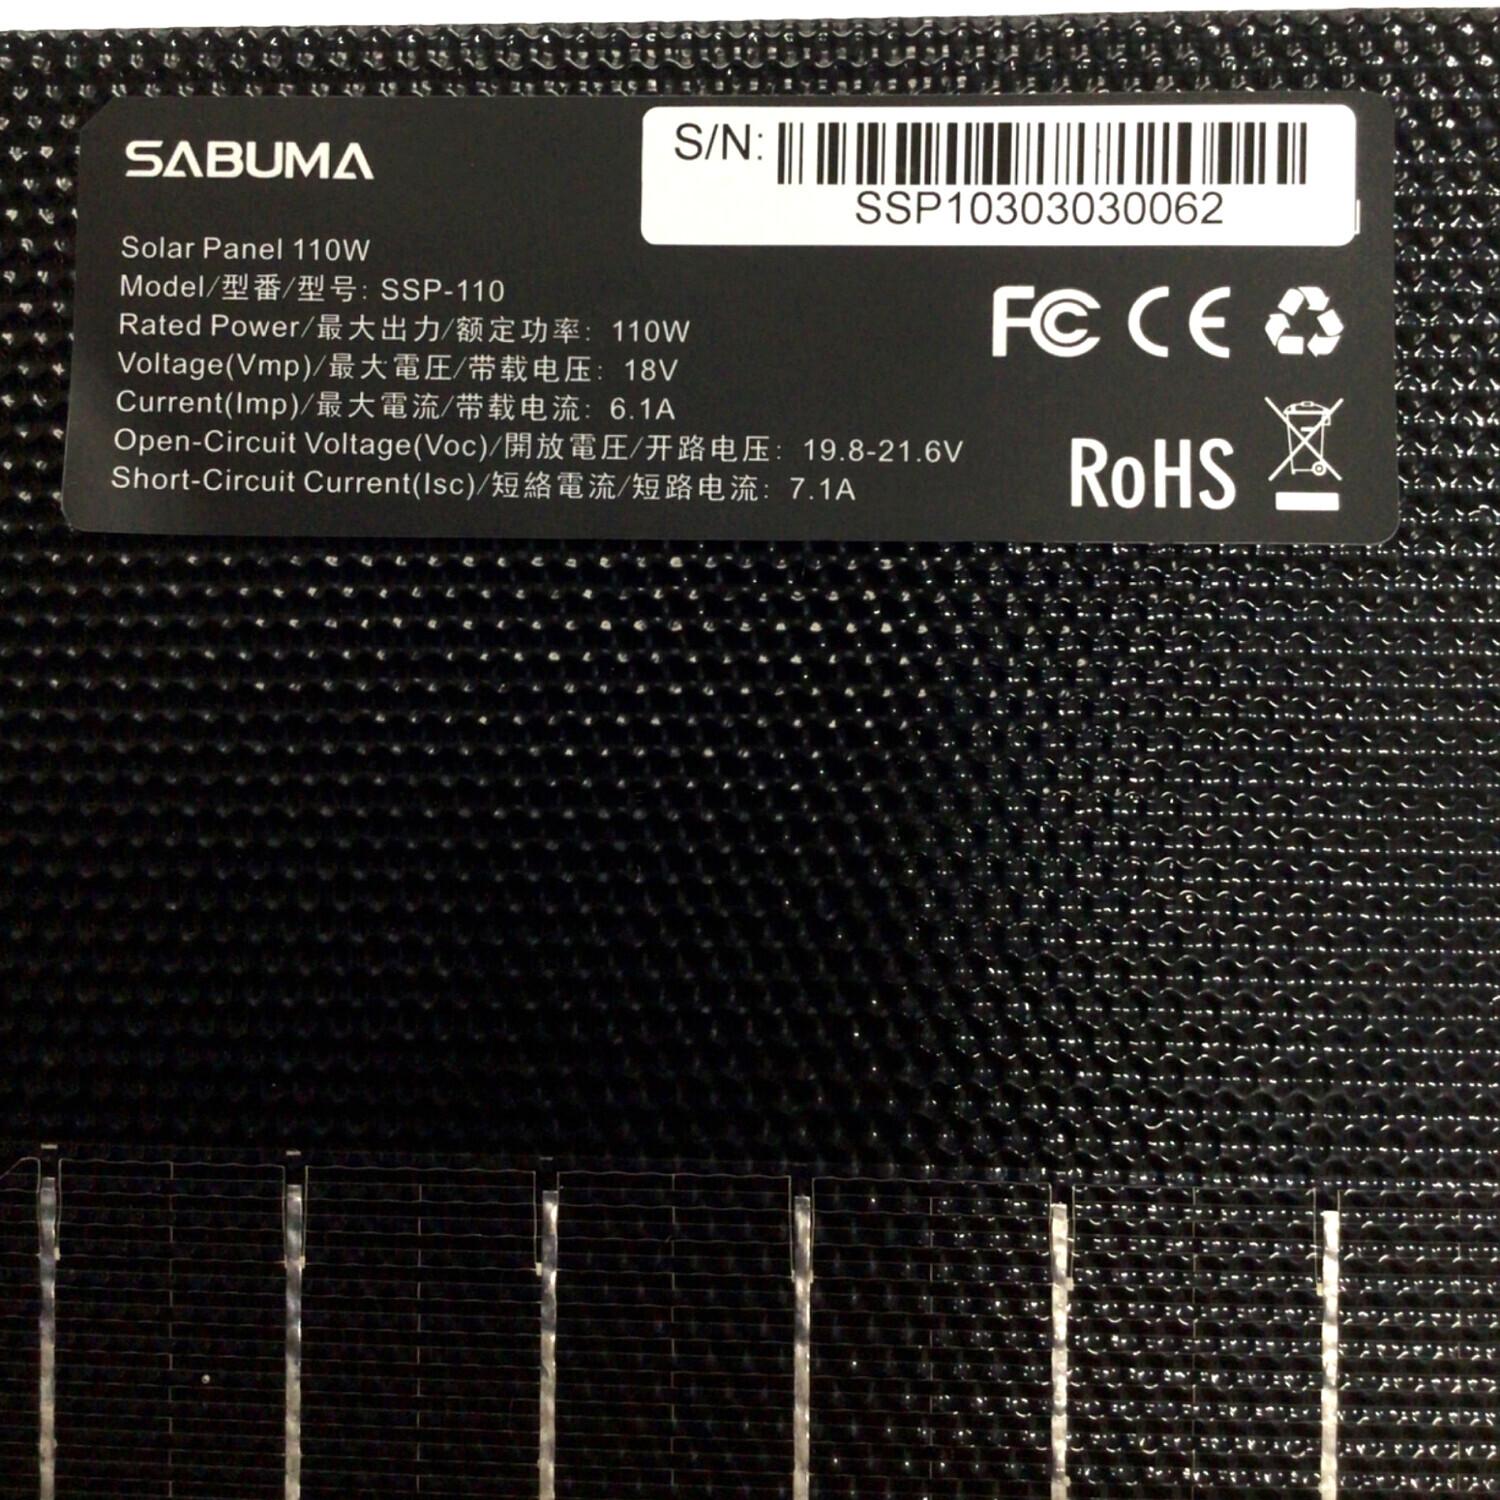 SABUMA
S/N:
SSP10303030062
Solar Panel 110W
Model/型番/型号: SSP-110
Rated Power/最大出力/额定功率: 110W
Voltage(Vmp)/最大電圧/带载电压: 18V
Current(Imp)/最大電流/带载电流: 6.1A
Open-Circuit Voltage(Voc)/開放電圧/开路电压: 19.8-21.6V
Short-Circuit Current(Isc)/短絡電流/短路电流: 7.1A
FC CE
RoHS